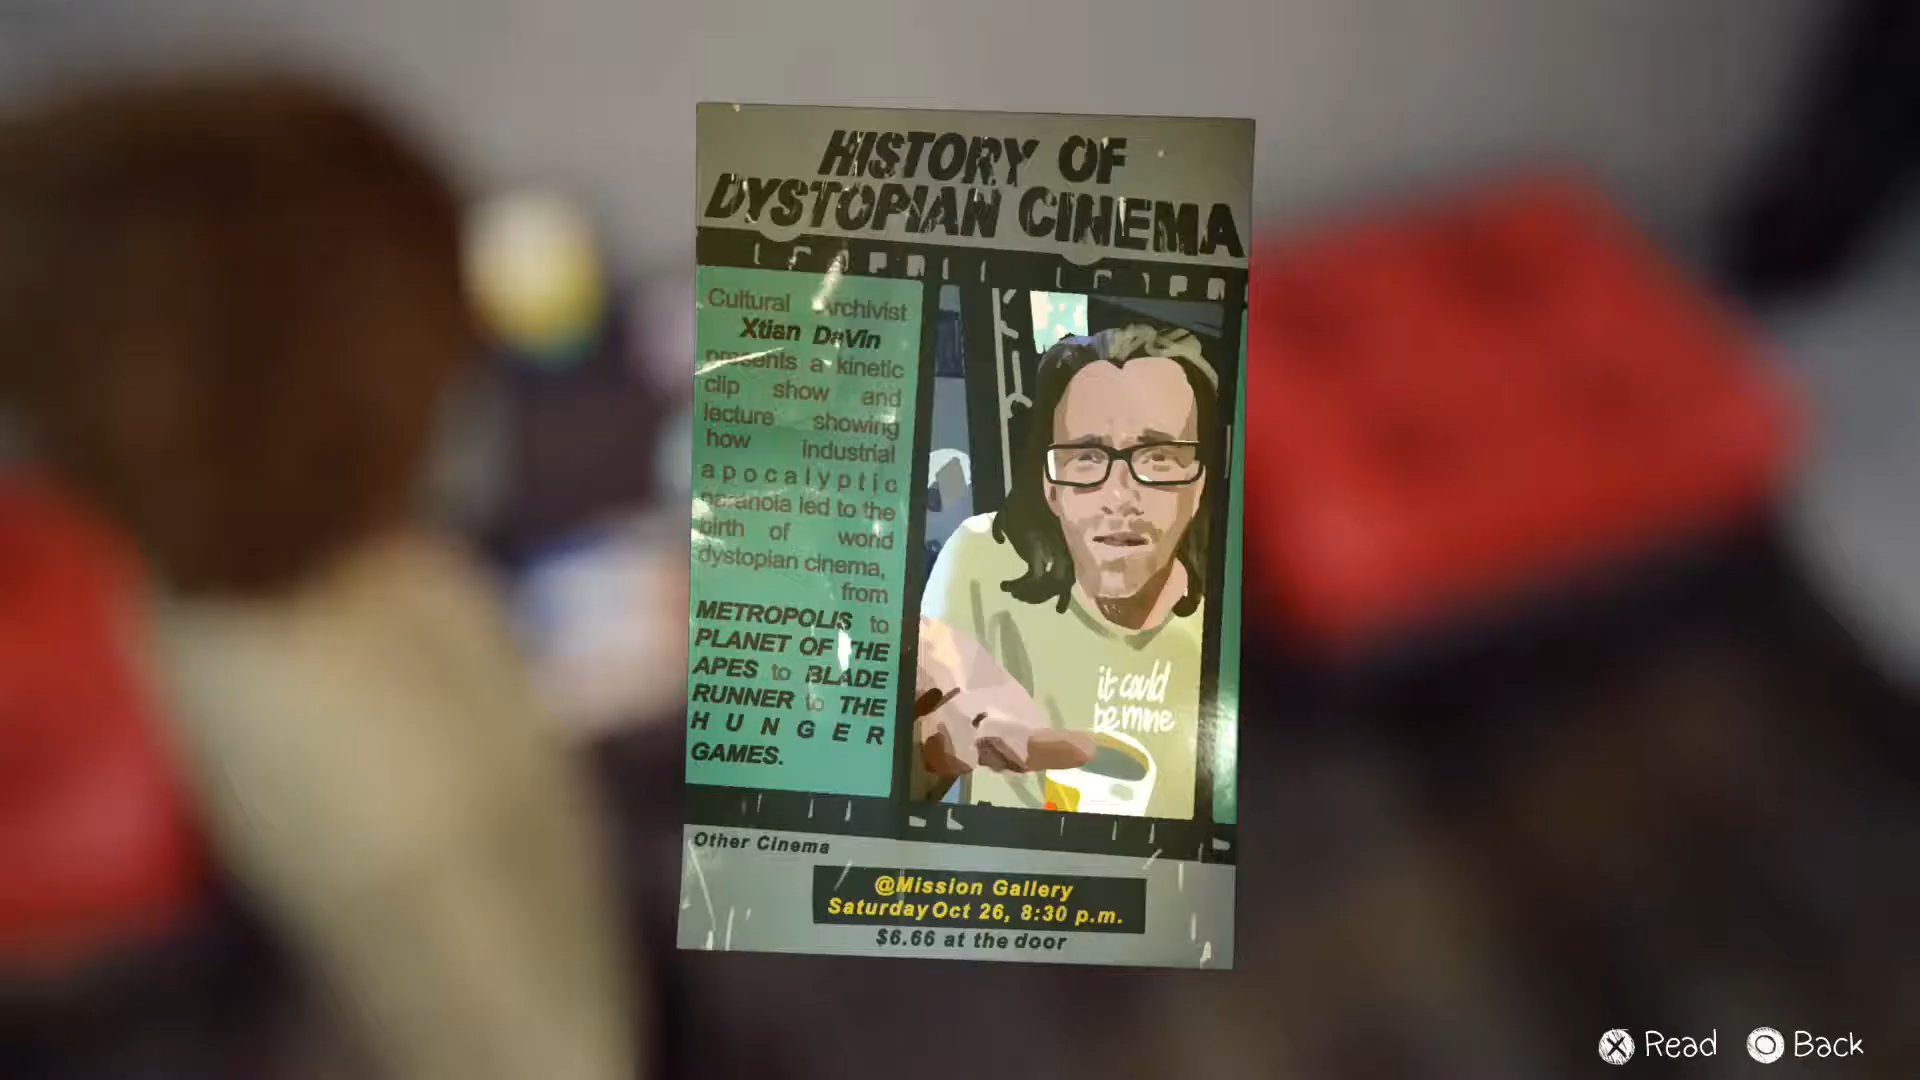 HISTORY OF
DYSTOPIAN CINEMA
Cultural Archivist
Xtian DaVin
presents a kinetic
clip show and
lecture showing
how industrial
apocalyptic
paranoia led to the
birth of world
dystopian cinema,
from
METROPOLIS to
PLANET OF THE
APES to BLADE
RUNNER to THE
HUNGER
GAMES.
it could
be mine
Other Cinema
@Mission Gallery
Saturday Oct 26, 8:30 p.m.
$6.66 at the door
Read Back